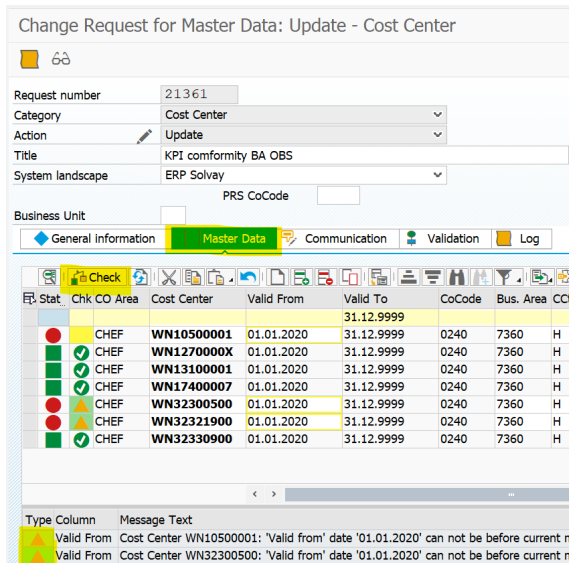 Change Request for Master Data: Update - Cost Center
Request number 21361
Category Cost Center
Action Update
Title KPI comformity BA OBS
System landscape ERP Solvay
PRS CoCode
Business Unit
General information Master Data Communication Validation Log
Check
Stat Chk CO Area Cost Center Valid From Valid To CoCode Bus. Area CCt
31.12.9999
CHEF WN10500001 01.01.2020 31.12.9999 0240 7360 H
CHEF WN1270000X 01.01.2020 31.12.9999 0240 7360 H
CHEF WN13100001 01.01.2020 31.12.9999 0240 7360 H
CHEF WN17400007 01.01.2020 31.12.9999 0240 7360 H
CHEF WN32300500 01.01.2020 31.12.9999 0240 7360 H
CHEF WN32321900 01.01.2020 31.12.9999 0240 7360 H
CHEF WN32330900 01.01.2020 31.12.9999 0240 7360 H
Type Column Message Text
Valid From Cost Center WN10500001: 'Valid from' date '01.01.2020' can not be before current
Valid From Cost Center WN32300500: 'Valid from' date '01.01.2020' can not be before current